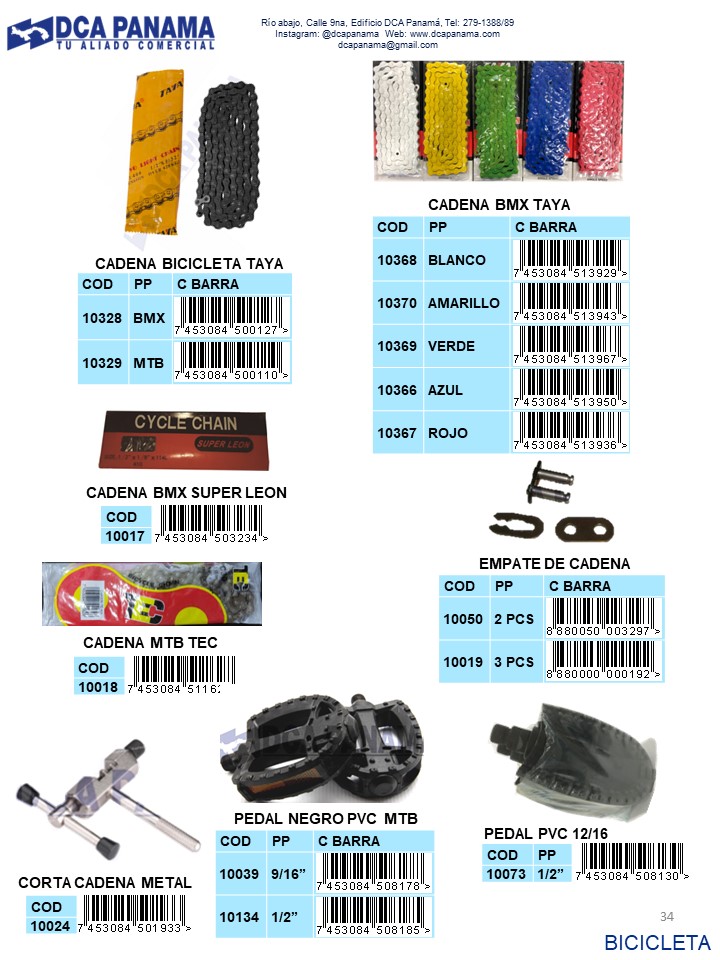 DCA PANAMA
TU ALIADO COMERCIAL
Río abajo, Calle 9na, Edificio DCA Panamá, Tel: 279-1388/89
Instagram: @dcapanama Web: www.dcapanama.com
dcapanama@gmail.com
TAYA
CADENA BICICLETA TAYA
COD PP C BARRA
10328 BMX 7 453084 500127 >
10329 MTB 7 453084 500110 >
CADENA BMX TAYA
COD PP C BARRA
10368 BLANCO 7 453084 513929 >
10370 AMARILLO 7 453084 513943 >
10369 VERDE 7 453084 513967 >
10366 AZUL 7 453084 513950 >
10367 ROJO 7 453084 513936 >
CYCLE CHAIN
SUPER LEON
CADENA BMX SUPER LEON
COD
10017 7 453084 503234 >
EMPATE DE CADENA
COD PP C BARRA
10050 2 PCS 8 880050 003297 >
10019 3 PCS 8 880000 000192 >
CADENA MTB TEC
COD
10018 7 453084 5116
DCA PANAMA
PEDAL NEGRO PVC MTB
COD PP C BARRA
10039 9/16” 7 453084 508178 >
10134 1/2” 7 453084 508185 >
PEDAL PVC 12/16
COD PP
10073 1/2” 7 453084 508130 >
CORTA CADENA METAL
COD
10024 7 453084 501933 >
34
BICICLETA